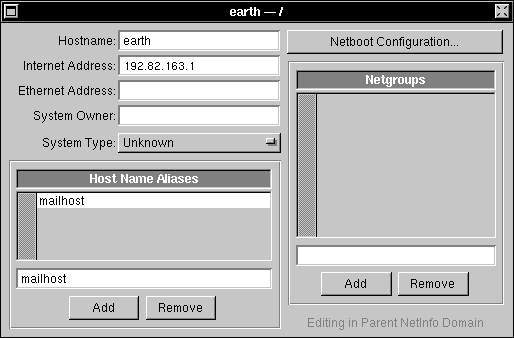 earth — /
Hostname: earth
Internet Address: 192.82.163.1
Ethernet Address:
System Owner:
System Type: Unknown
Host Name Aliases
mailhost
mailhost
Add Remove
Netboot Configuration...
Netgroups
Add Remove
Editing in Parent NetInfo Domain